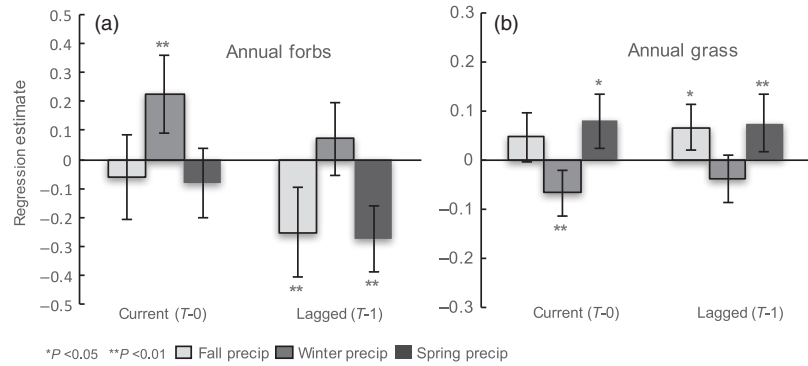 (a)
Annual forbs
Regression estimate
0.5
0.4
0.3
0.2
0.1
0
–0.1
–0.2
–0.3
–0.4
–0.5
**
**
**
Current (T-0)
Lagged (T-1)
(b)
Annual grass
0.3
0.2
0.1
0
–0.1
–0.2
–0.3
*
**
*
**
Current (T-0)
Lagged (T-1)
*P <0.05 **P <0.01 Fall precip Winter precip Spring precip